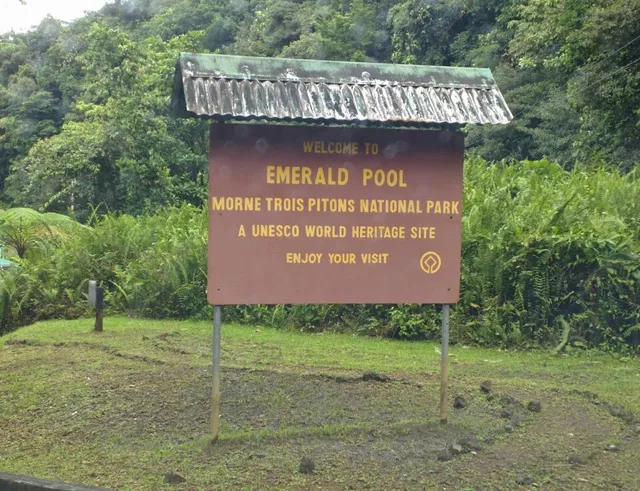 WELCOME TO
EMERALD POOL
MORNE TROIS PITONS NATIONAL PARK
A UNESCO WORLD HERITAGE SITE
ENJOY YOUR VISIT